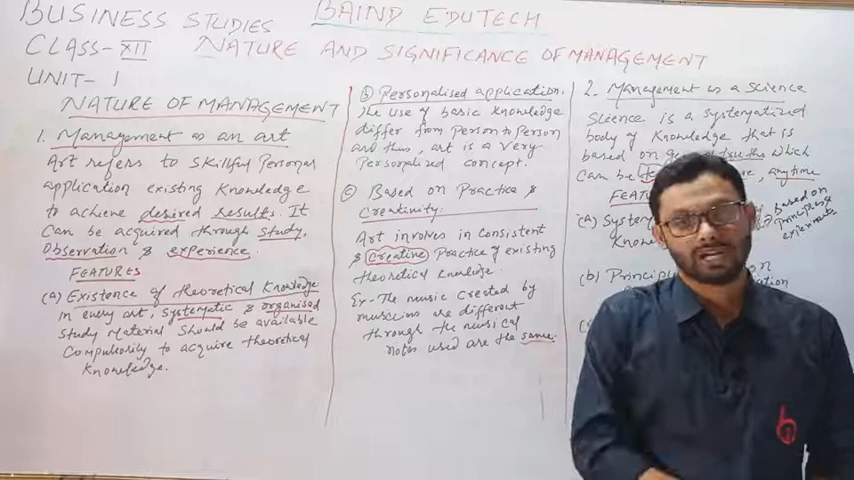 BUSINESS STUDIES
BAIND EDUTECH
CLASS-XII
NATURE AND SIGNIFICANCE OF MANAGEMENT
UNIT- 1
NATURE OF MANAGEMENT
1. Management as an art
Art refers to skillful Personal
application existing knowledge
to achieve desired results. It
Can be acquired through study,
observation & experience.
FEATURES
(a) Existence of theoretical knowledge
in every art, systematic & organised
study material should be available
Compulsorily to acquire theoretical
knowledge.
(b) Personalised application.
The use of basic knowledge
differ from Person to Person
and thus, art is a very
Personalised concept.
(c) Based on Practice &
Creativity.
Art involves in Consistent
& Creative Practice of existing
theoretical knowledge.
Ex- The music created by
musicians are different
through the musical
notes used are the same.
2. Management as a Science
Science is a systematized
body of knowledge that is
based on general truths which
can be anytime
(a)
based on
Principles &
(b)